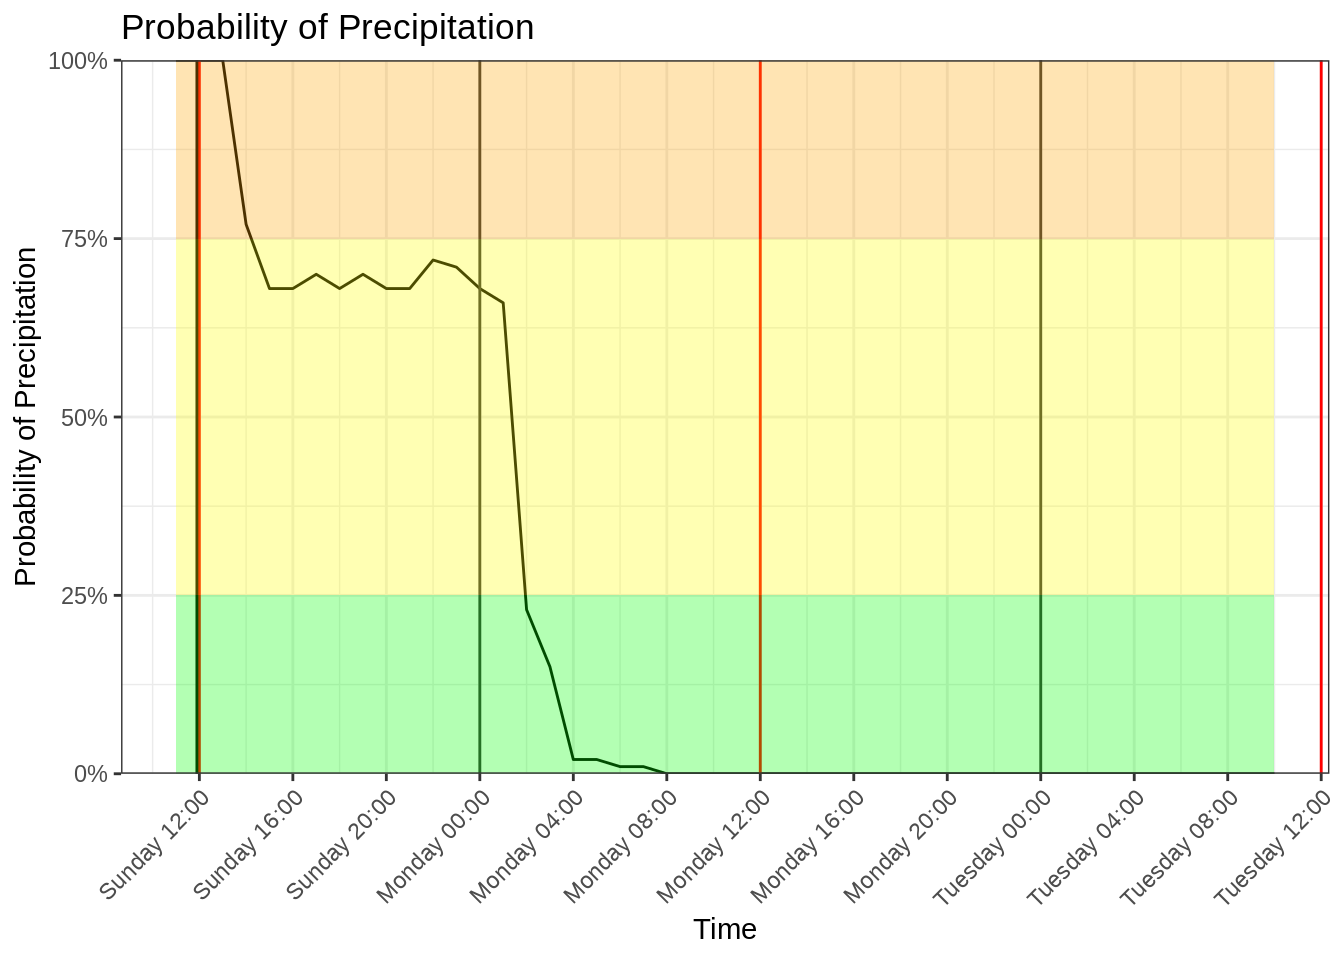 Probability of Precipitation
Probability of Precipitation
100%
75%
50%
25%
0%
Sunday 12:00
Sunday 16:00
Sunday 20:00
Monday 00:00
Monday 04:00
Monday 08:00
Monday 12:00
Monday 16:00
Monday 20:00
Tuesday 00:00
Tuesday 04:00
Tuesday 08:00
Tuesday 12:00
Time